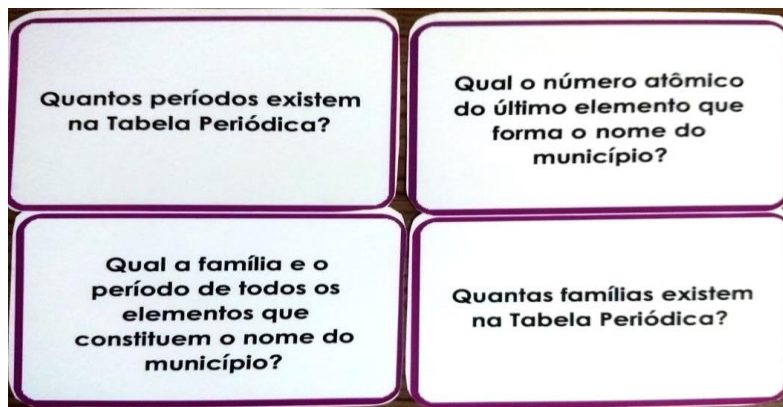 Quantos períodos existem
na Tabela Periódica?
Qual o número atômico
do último elemento que
forma o nome do
município?
Qual a família e o
período de todos os
elementos que
constituem o nome do
município?
Quantas famílias existem
na Tabela Periódica?